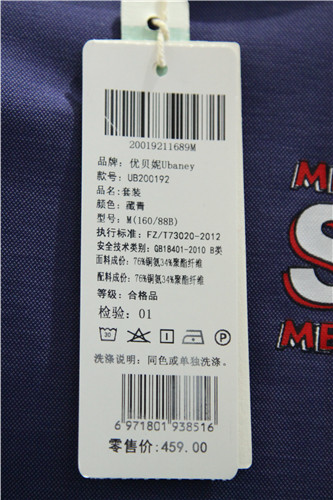 20019211689M
品牌: 优贝妮Ubaney
款号: UB200192
品名:套装
颜色: 藏青
型号: M(160/88B)
执行标准: FZ/T73020-2012
安全技术类别: GB18401-2010 B类
面料成份: 76%铜氨34%聚酯纤维
配料成份: 76%铜氨34%聚酯纤维
等级: 合格品
检验: 01
洗涤说明: 同色或单独洗涤。
6 971801 938516
零售价:459.00
M
S
ME